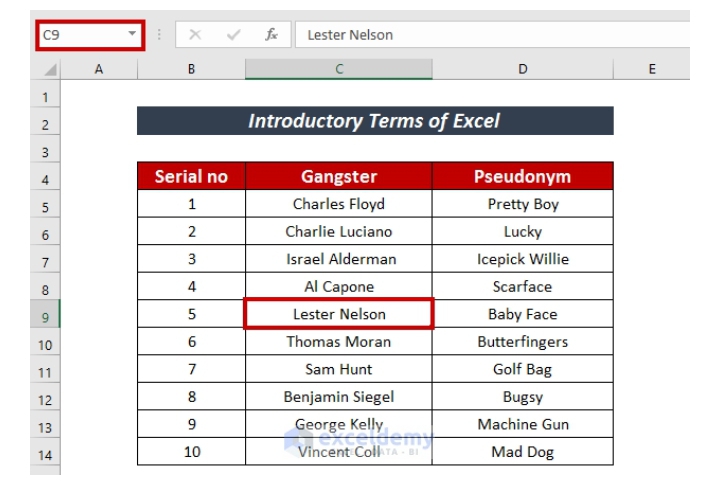 C9 fx Lester Nelson
A B C D E
1
2 Introductory Terms of Excel
3
4 Serial no Gangster Pseudonym
5 1 Charles Floyd Pretty Boy
6 2 Charlie Luciano Lucky
7 3 Israel Alderman Icepick Willie
8 4 Al Capone Scarface
9 5 Lester Nelson Baby Face
10 6 Thomas Moran Butterfingers
11 7 Sam Hunt Golf Bag
12 8 Benjamin Siegel Bugsy
13 9 George Kelly Machine Gun
exceldemy
14 10 Vincent Coll Mad Dog
DATA - BI